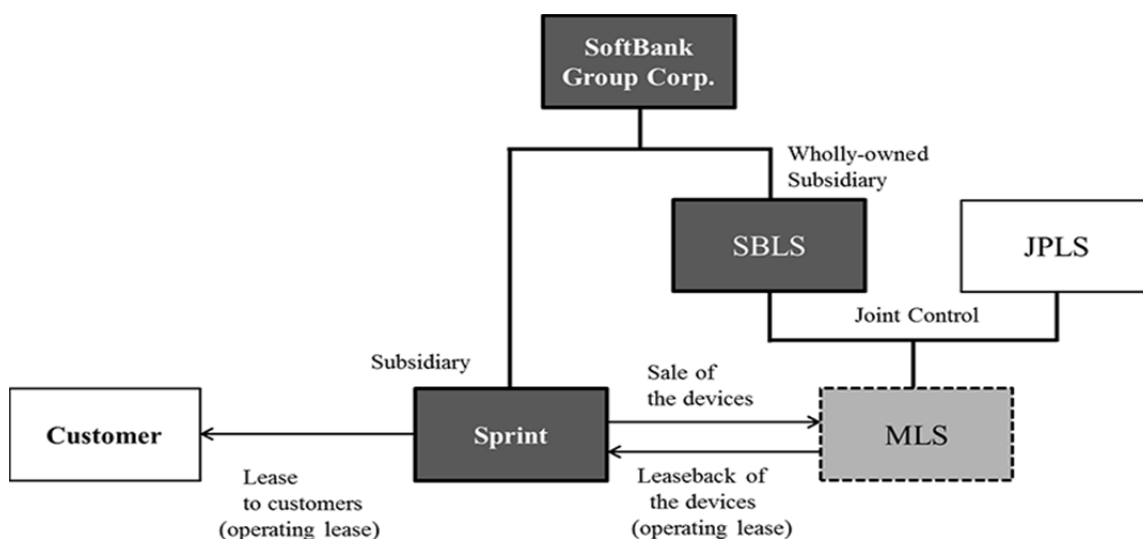 SoftBank
Group Corp.
Wholly-owned
Subsidiary
SBLS
JPLS
Joint Control
Subsidiary
Sale of
the devices
Customer
Sprint
MLS
Lease
to customers
(operating lease)
Leaseback of
the devices
(operating lease)